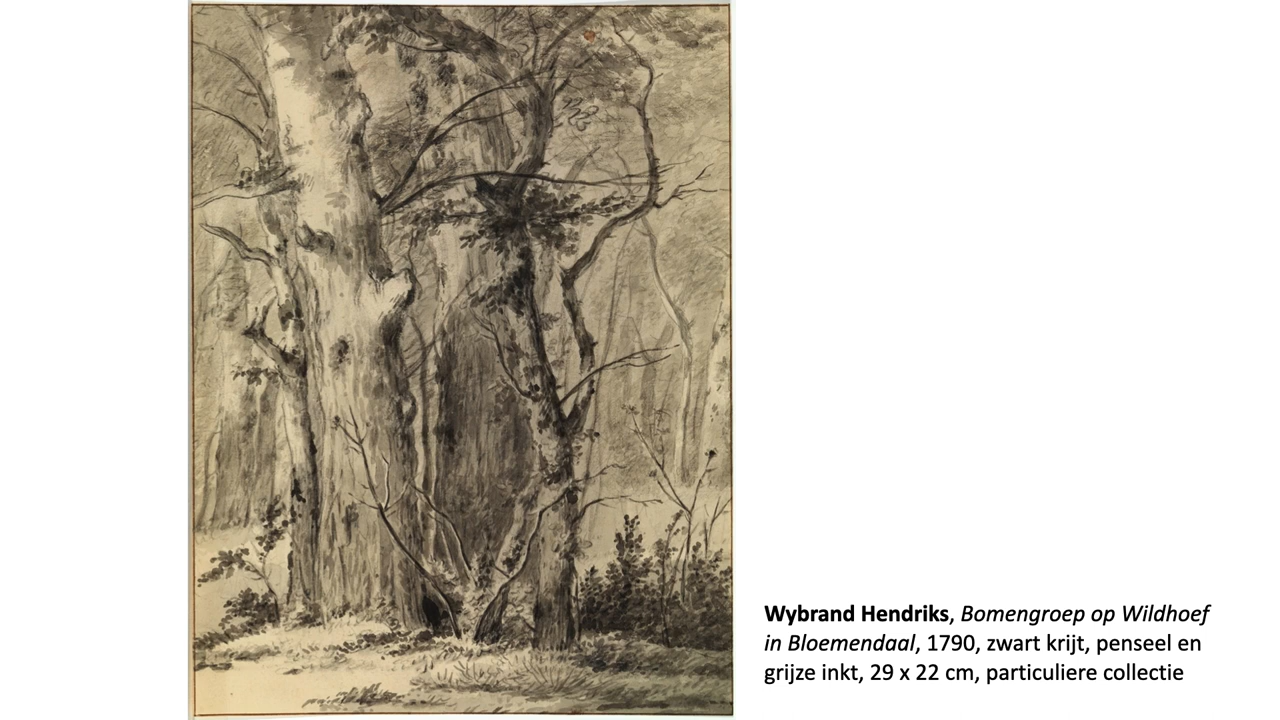 Wybrand Hendriks, Bomengroep op Wildhoef
in Bloemendaal, 1790, zwart krijt, penseel en
grijze inkt, 29 x 22 cm, particuliere collectie